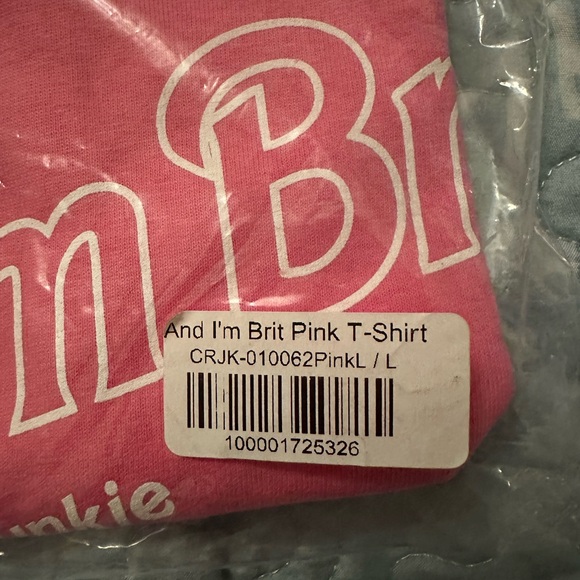 m Br
And I'm Brit Pink T-Shirt
CRJK-010062PinkL / L
100001725326
nkie